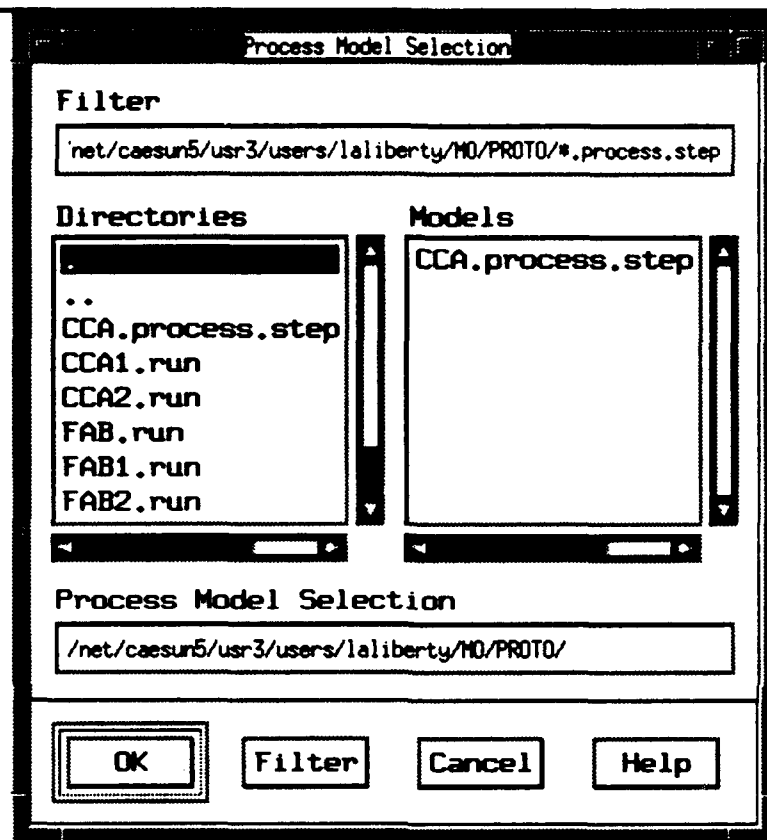 Process Model Selection
Filter
/net/caesun5/usr3/users/laliberty/MO/PROTO/*.process.step
Directories
.
..
CCA.process.step
CCA1.run
CCA2.run
FAB.run
FAB1.run
FAB2.run
Models
CCA.process.step
Process Model Selection
/net/caesun5/usr3/users/laliberty/MO/PROTO/
OK
Filter
Cancel
Help